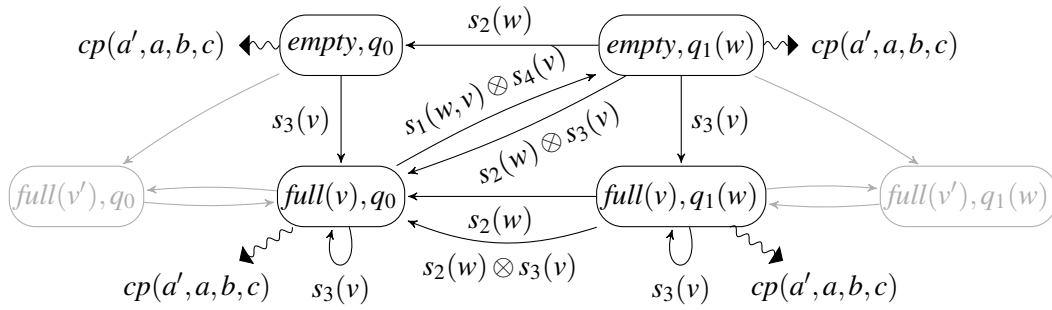 s₂(w)
cp(a′,a,b,c)
empty,q₀
empty,q₁(w)
cp(a′,a,b,c)
s₁(w,v) ⊗ s₄(v)
s₃(v)
s₂(w) ⊗ s₃(v)
s₃(v)
full(v′),q₀
full(v),q₀
full(v),q₁(w)
full(v′),q₁(w)
s₂(w)
s₂(w) ⊗ s₃(v)
cp(a′,a,b,c)
s₃(v)
s₃(v)
cp(a′,a,b,c)